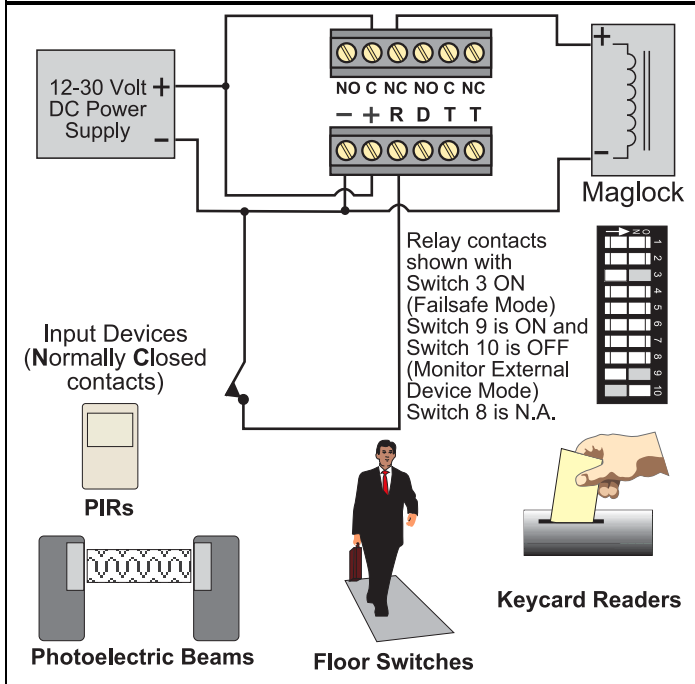 12-30 Volt +
DC Power
Supply
−
NO C NC NO C NC
− + R D T T
+
−
Maglock
Relay contacts
shown with
Switch 3 ON
(Failsafe Mode)
Switch 9 is ON and
Switch 10 is OFF
(Monitor External
Device Mode)
Switch 8 is N.A.
ON
1
2
3
4
5
6
7
8
9
10
Input Devices
(Normally Closed
contacts)
PIRs
Photoelectric Beams
Floor Switches
Keycard Readers